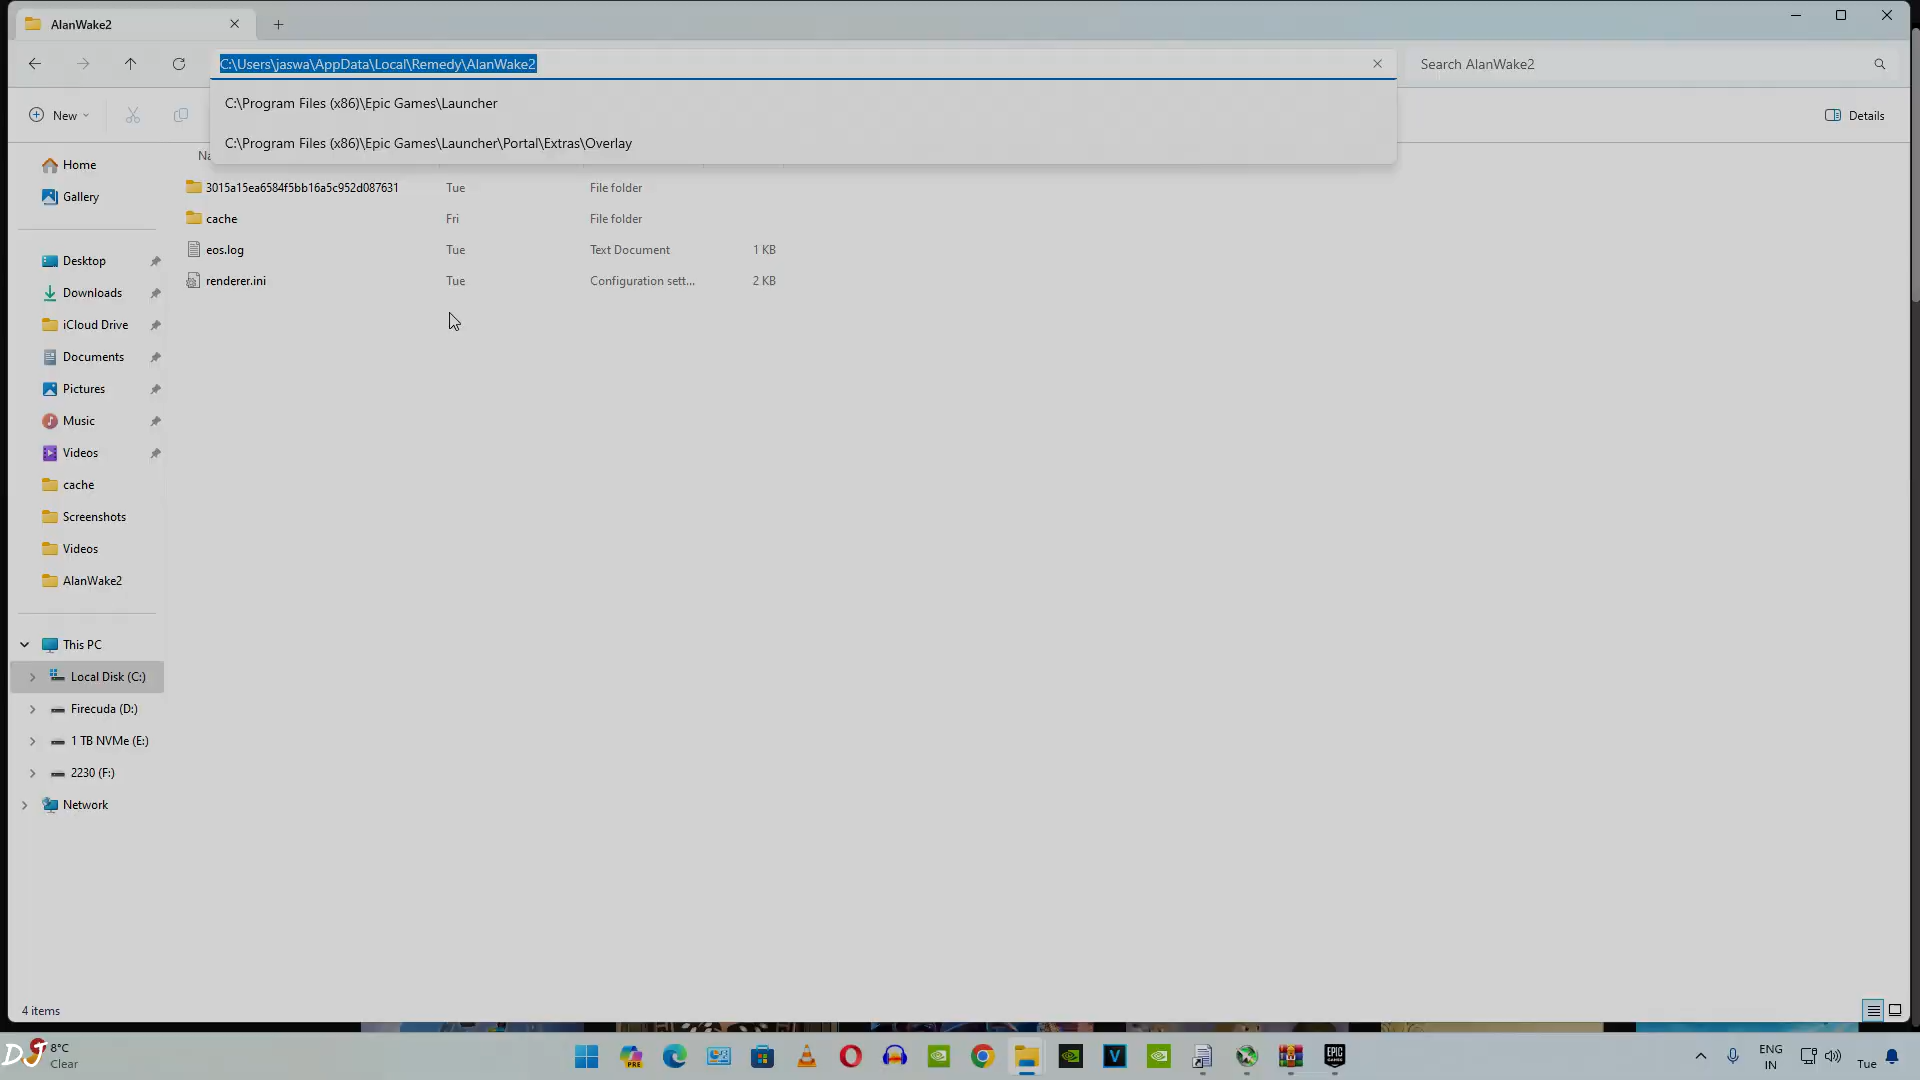 AlanWake2
C:\Users\jaswa\AppData\Local\Remedy\AlanWake2
Search AlanWake2
C:\Program Files (x86)\Epic Games\Launcher
C:\Program Files (x86)\Epic Games\Launcher\Portal\Extras\Overlay
New
Details
Na
3015a15ea6584f5bb16a5c952d087631 Tue File folder
cache Fri File folder
eos.log Tue Text Document 1 KB
renderer.ini Tue Configuration sett... 2 KB
Home
Gallery
Desktop
Downloads
iCloud Drive
Documents
Pictures
Music
Videos
cache
Screenshots
Videos
AlanWake2
This PC
Local Disk (C:)
Firecuda (D:)
1 TB NVMe (E:)
2230 (F:)
Network
4 items
DJ
8°C
Clear
PRE
V
EPIC
GAMES
ENG
IN
Tue